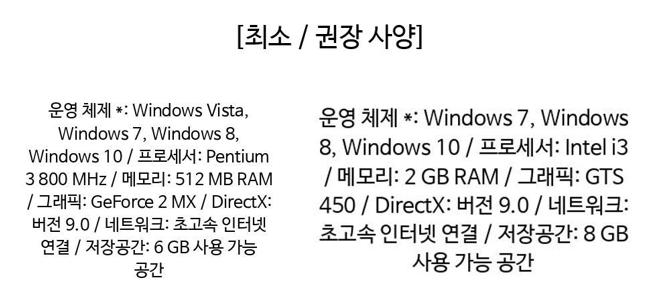 [최소 / 권장 사양]
운영 체제 *: Windows Vista,
Windows 7, Windows 8,
Windows 10 / 프로세서: Pentium
3 800 MHz / 메모리: 512 MB RAM
/ 그래픽: GeForce 2 MX / DirectX:
버전 9.0 / 네트워크: 초고속 인터넷
연결 / 저장공간: 6 GB 사용 가능
공간
운영 체제 *: Windows 7, Windows
8, Windows 10 / 프로세서: Intel i3
/ 메모리: 2 GB RAM / 그래픽: GTS
450 / DirectX: 버전 9.0 / 네트워크:
초고속 인터넷 연결 / 저장공간: 8 GB
사용 가능 공간